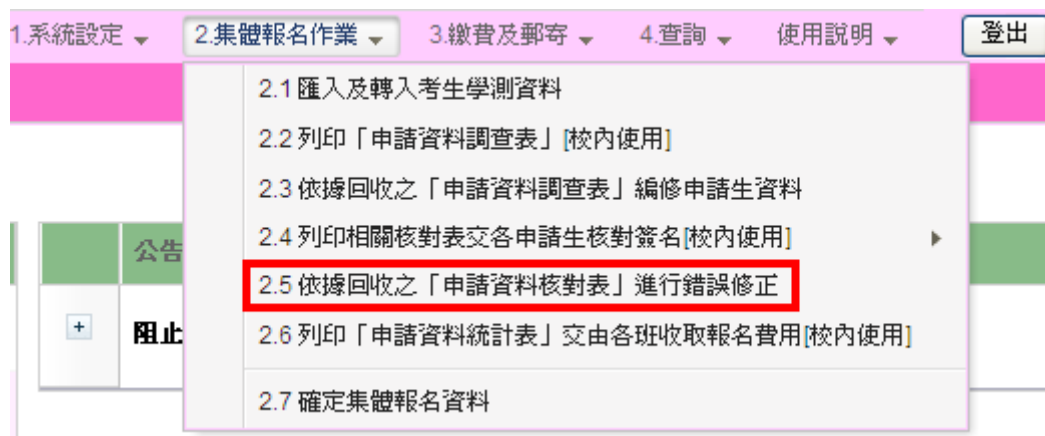 1.系統設定 2.集體報名作業 3.繳費及郵寄 4.查詢 使用說明 登出
2.1 匯入及轉入考生學測資料
2.2 列印「申請資料調查表」[校內使用]
2.3 依據回收之「申請資料調查表」編修申請生資料
2.4 列印相關核對表交各申請生核對簽名[校內使用]
公告
2.5 依據回收之「申請資料核對表」進行錯誤修正
阻止
2.6 列印「申請資料統計表」交由各班收取報名費用[校內使用]
2.7 確定集體報名資料